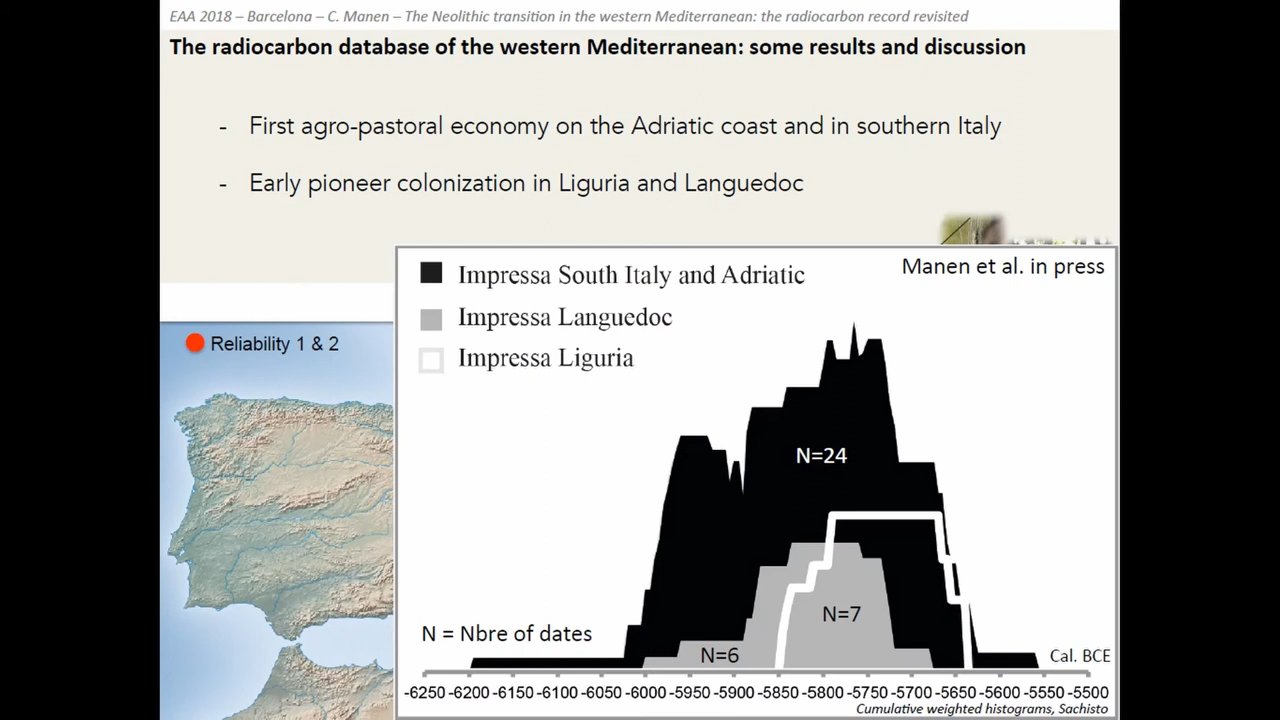 EAA 2018 – Barcelona – C. Manen – The Neolithic transition in the western Mediterranean: the radiocarbon record revisited
The radiocarbon database of the western Mediterranean: some results and discussion
- First agro-pastoral economy on the Adriatic coast and in southern Italy
- Early pioneer colonization in Liguria and Languedoc
Manen et al. in press
Impressa South Italy and Adriatic
Impressa Languedoc
Impressa Liguria
Reliability 1 & 2
N=24
N=7
N = Nbre of dates
N=6
Cal. BCE
-6250 -6200 -6150 -6100 -6050 -6000 -5950 -5900 -5850 -5800 -5750 -5700 -5650 -5600 -5550 -5500
Cumulative weighted histograms, Sachisto